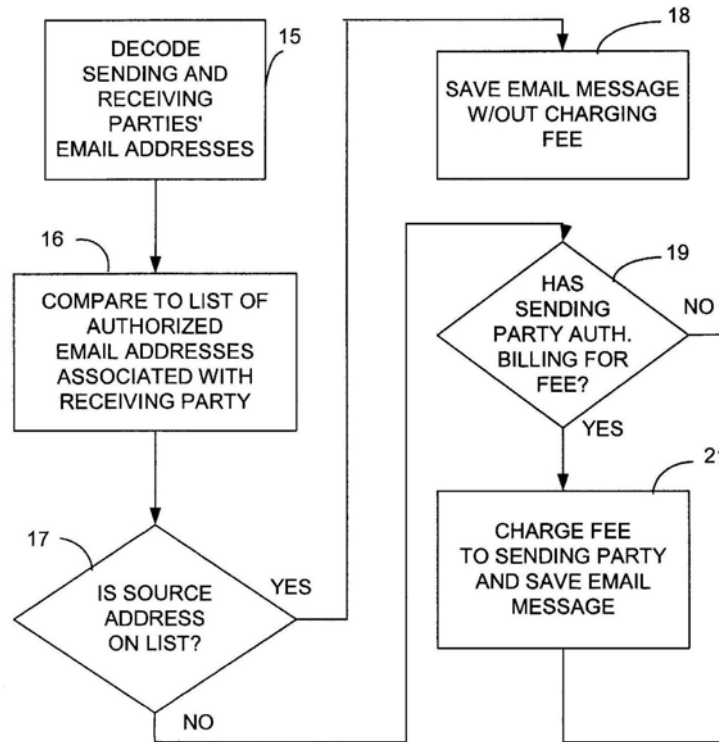 15
DECODE
SENDING AND
RECEIVING
PARTIES'
EMAIL ADDRESSES
16
COMPARE TO LIST OF
AUTHORIZED
EMAIL ADDRESSES
ASSOCIATED WITH
RECEIVING PARTY
17
IS SOURCE
ADDRESS
ON LIST?
YES
NO
18
SAVE EMAIL MESSAGE
W/OUT CHARGING
FEE
19
HAS
SENDING
PARTY AUTH.
BILLING FOR
FEE?
NO
YES
21
CHARGE FEE
TO SENDING PARTY
AND SAVE EMAIL
MESSAGE